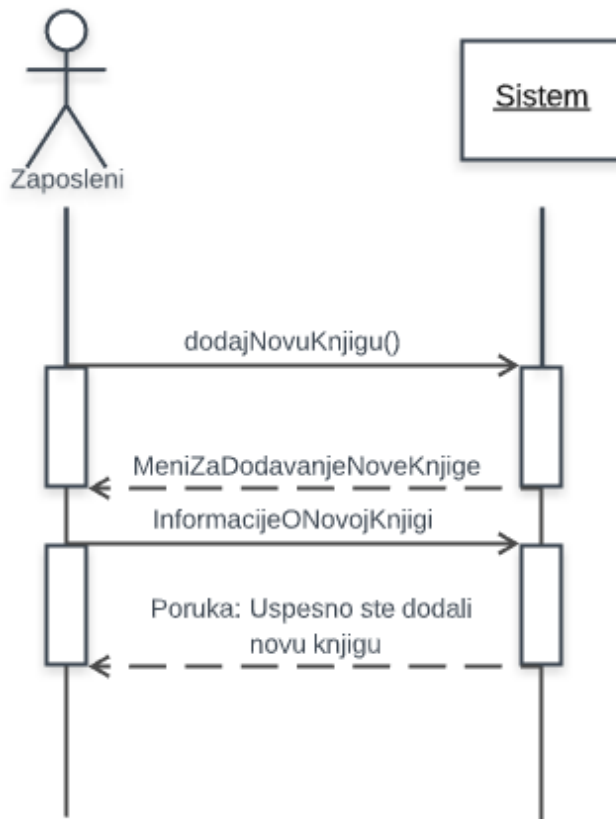 Zaposleni
Sistem
dodajNovuKnjigu()
MeniZaDodavanjeNoveKnjige
InformacijeONovojKnjigi
Poruka: Uspesno ste dodali
novu knjigu